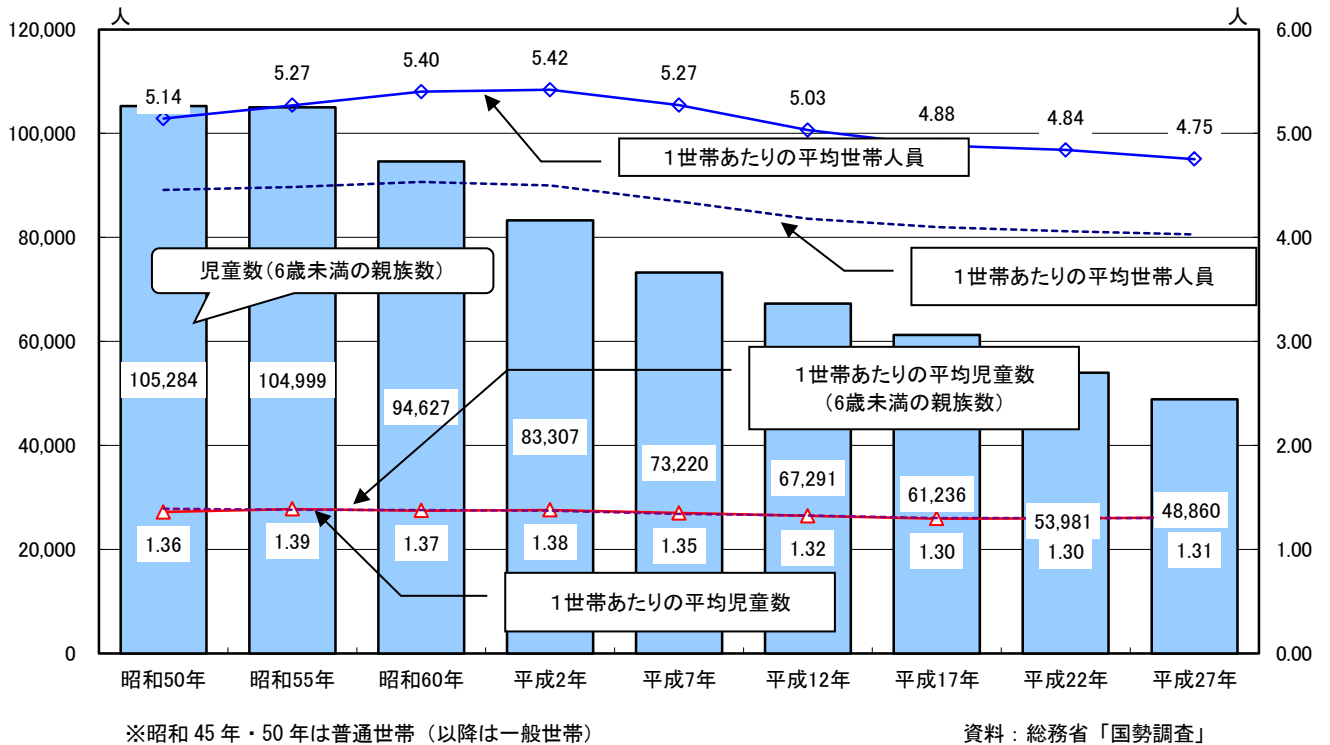 人
人
120,000
100,000
80,000
60,000
40,000
20,000
0
6.00
5.00
4.00
3.00
2.00
1.00
0.00
5.14
5.27
5.40
5.42
5.27
5.03
4.88
4.84
4.75
1世帯あたりの平均世帯人員
1世帯あたりの平均世帯人員
児童数(6歳未満の親族数)
1世帯あたりの平均児童数
(6歳未満の親族数)
105,284
104,999
94,627
83,307
73,220
67,291
61,236
53,981
48,860
1.36
1.39
1.37
1.38
1.35
1.32
1.30
1.30
1.31
1世帯あたりの平均児童数
昭和50年
昭和55年
昭和60年
平成2年
平成7年
平成12年
平成17年
平成22年
平成27年
※昭和 45 年・50 年は普通世帯（以降は一般世帯）
資料：総務省「国勢調査」